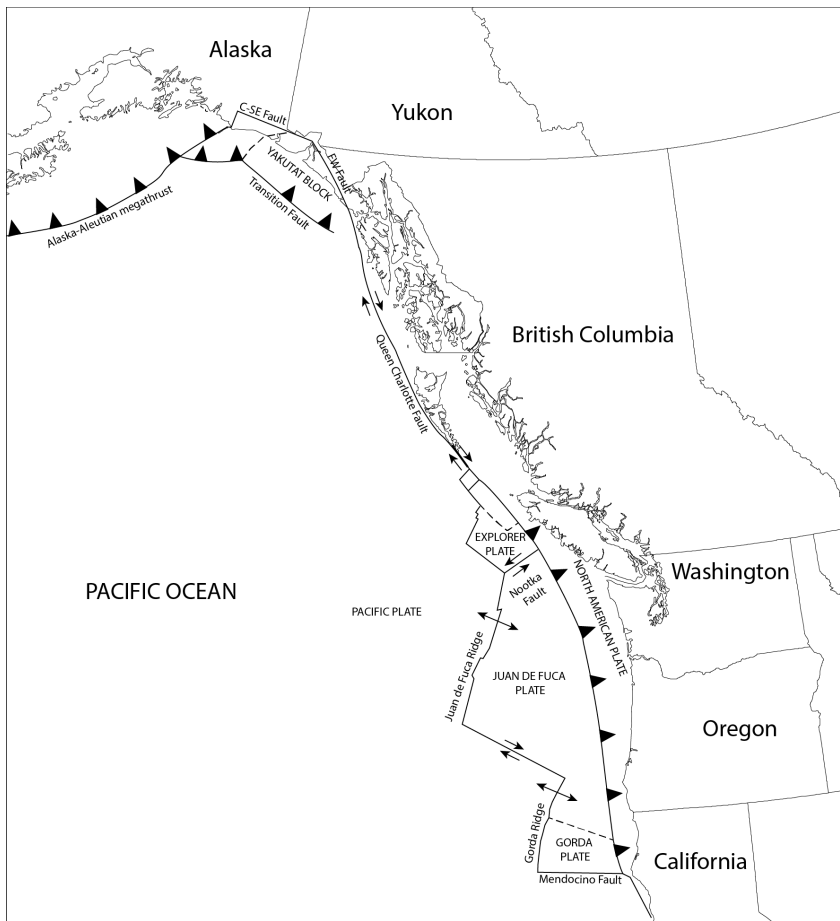 Alaska
Yukon
C-SE Fault
FW Fault
YAKUTAT BLOCK
Transition Fault
Alaska-Aleutian megathrust
British Columbia
Queen Charlotte Fault
EXPLORER
PLATE
Nootka
Fault
NORTH AMERICAN PLATE
Washington
PACIFIC OCEAN
PACIFIC PLATE
Juan de Fuca Ridge
JUAN DE FUCA
PLATE
Oregon
Gorda Ridge
GORDA
PLATE
California
Mendocino Fault